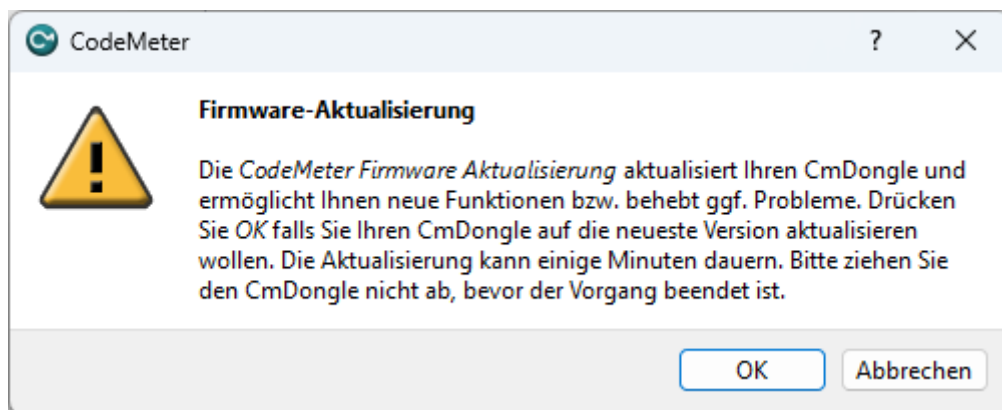 CodeMeter
?
Firmware-Aktualisierung
Die CodeMeter Firmware Aktualisierung aktualisiert Ihren CmDongle und
ermöglicht Ihnen neue Funktionen bzw. behebt ggf. Probleme. Drücken
Sie OK falls Sie Ihren CmDongle auf die neueste Version aktualisieren
wollen. Die Aktualisierung kann einige Minuten dauern. Bitte ziehen Sie
den CmDongle nicht ab, bevor der Vorgang beendet ist.
OK
Abbrechen